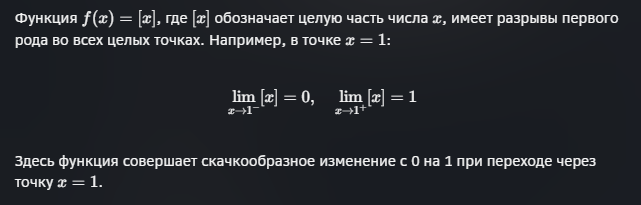 Функция f(x) = [x], где [x] обозначает целую часть числа x, имеет разрывы первого
рода во всех целых точках. Например, в точке x = 1:
lim x→1⁻ [x] = 0, lim x→1⁺ [x] = 1
Здесь функция совершает скачкообразное изменение с 0 на 1 при переходе через
точку x = 1.